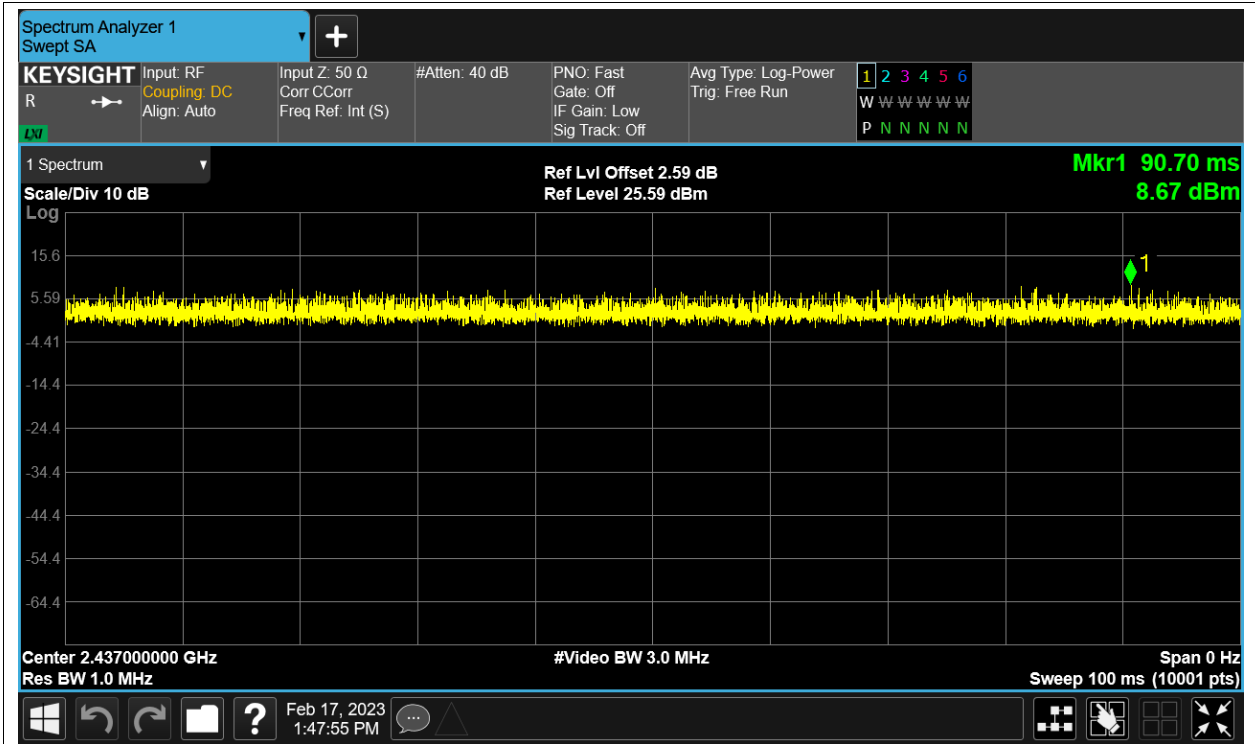 Spectrum Analyzer 1
Swept SA
KEYSIGHT
R
LXI
Input: RF
Coupling: DC
Align: Auto
Input Z: 50 Ω
Corr CCorr
Freq Ref: Int (S)
#Atten: 40 dB
PNO: Fast
Gate: Off
IF Gain: Low
Sig Track: Off
Avg Type: Log-Power
Trig: Free Run
1 2 3 4 5 6
W W W W W W
P N N N N N
1 Spectrum
Scale/Div 10 dB
Log
Ref Lvl Offset 2.59 dB
Ref Level 25.59 dBm
Mkr1 90.70 ms
8.67 dBm
15.6
5.59
-4.41
-14.4
-24.4
-34.4
-44.4
-54.4
-64.4
1
Center 2.437000000 GHz
Res BW 1.0 MHz
#Video BW 3.0 MHz
Span 0 Hz
Sweep 100 ms (10001 pts)
?
Feb 17, 2023
1:47:55 PM